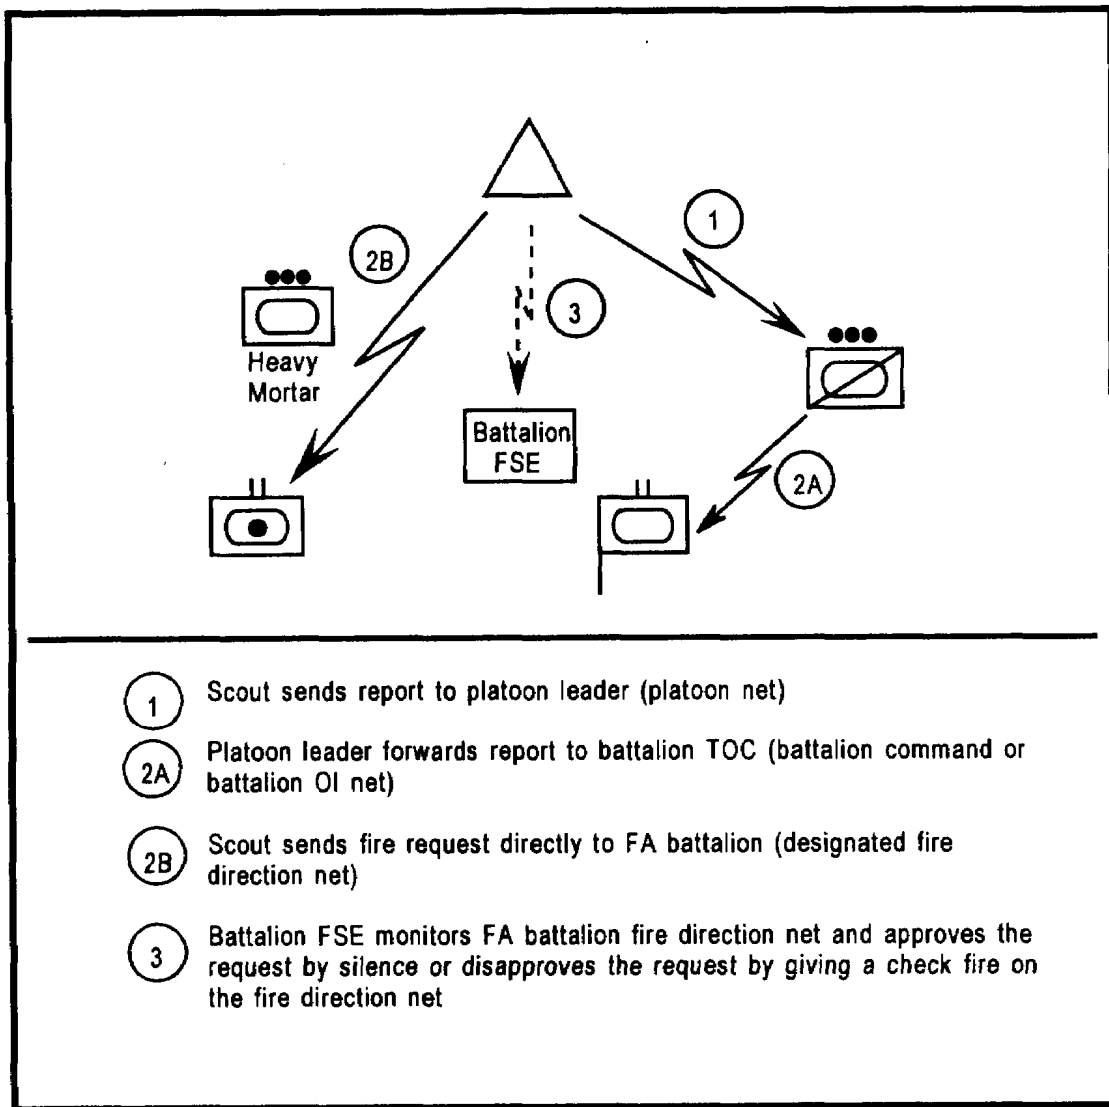 1
2B
3
Heavy
Mortar
Battalion
FSE
2A
1 Scout sends report to platoon leader (platoon net)
2A Platoon leader forwards report to battalion TOC (battalion command or
battalion OI net)
2B Scout sends fire request directly to FA battalion (designated fire
direction net)
3 Battalion FSE monitors FA battalion fire direction net and approves the
request by silence or disapproves the request by giving a check fire on
the fire direction net